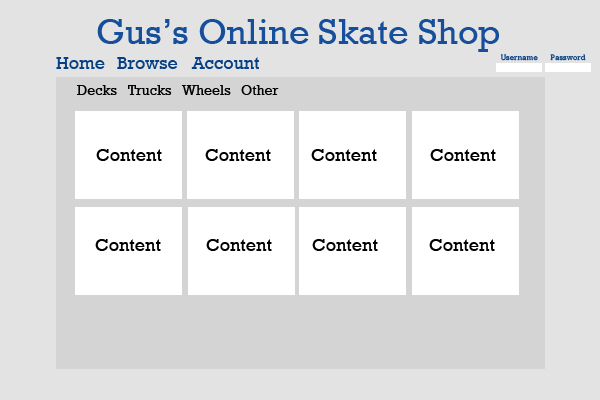 Gus's Online Skate Shop
Home Browse Account
Username Password
Decks Trucks Wheels Other
Content Content Content Content
Content Content Content Content